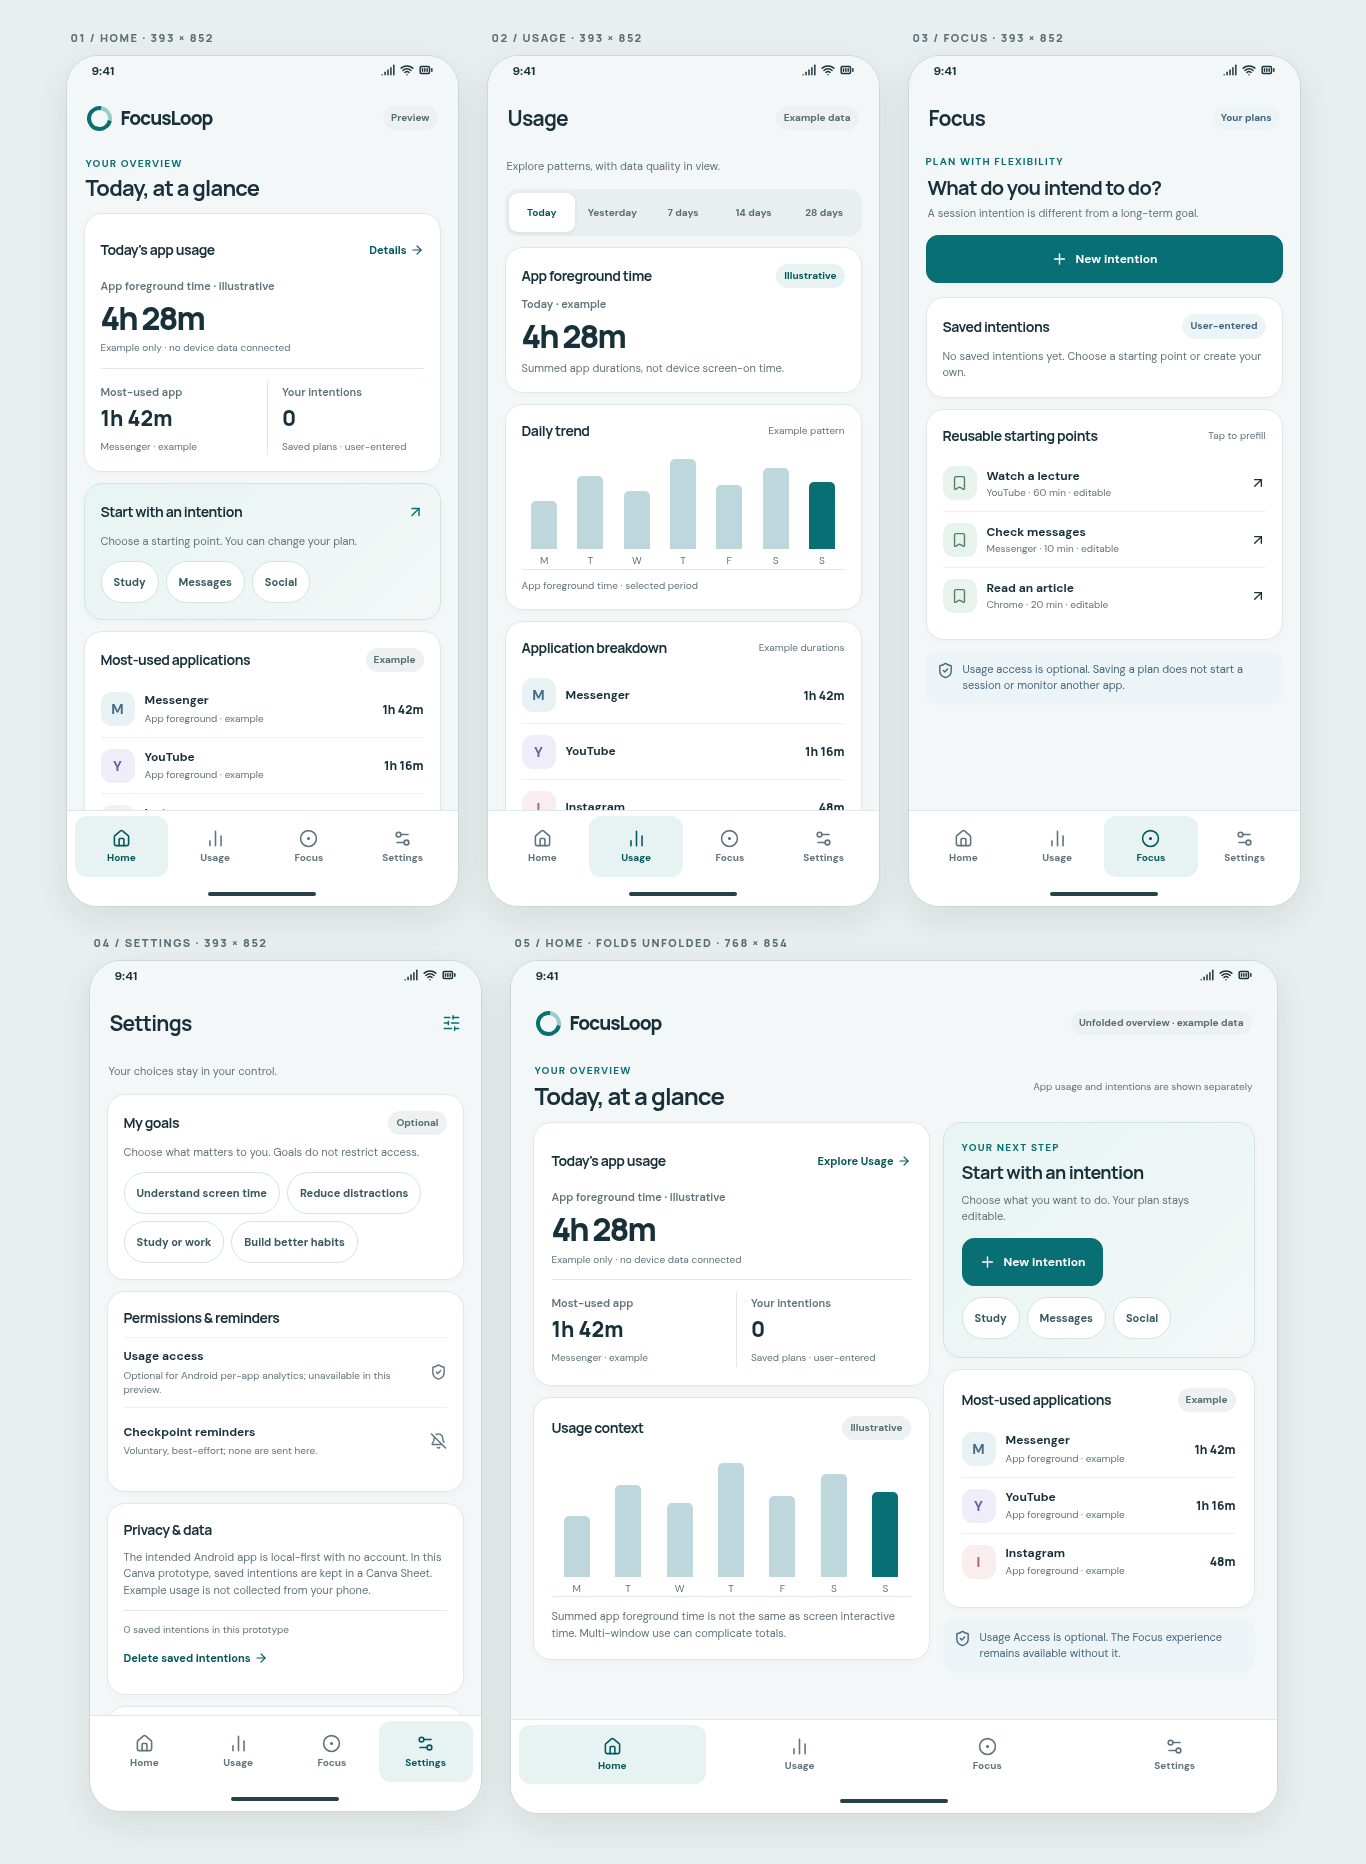 01 / HOME · 393 × 852
9:41
FocusLoop
Preview
YOUR OVERVIEW
Today, at a glance
Today's app usage
Details →
App foreground time · illustrative
4h 28m
Example only · no device data connected
Most-used app
1h 42m
Messenger · example
Your intentions
0
Saved plans · user-entered
Start with an intention
Choose a starting point. You can change your plan.
Study
Messages
Social
Most-used applications
Example
M
Messenger
App foreground · example
1h 42m
Y
YouTube
App foreground · example
1h 16m
Home
Usage
Focus
Settings
02 / USAGE · 393 × 852
9:41
Usage
Example data
Explore patterns, with data quality in view.
Today
Yesterday
7 days
14 days
28 days
App foreground time
Illustrative
Today · example
4h 28m
Summed app durations, not device screen-on time.
Daily trend
Example pattern
M T W T F S S
App foreground time · selected period
Application breakdown
Example durations
M
Messenger
1h 42m
Y
YouTube
1h 16m
I
Instagram
48m
Home
Usage
Focus
Settings
03 / FOCUS · 393 × 852
9:41
Focus
Your plans
PLAN WITH FLEXIBILITY
What do you intend to do?
A session intention is different from a long-term goal.
+ New intention
Saved intentions
User-entered
No saved intentions yet. Choose a starting point or create your
own.
Reusable starting points
Tap to prefill
Watch a lecture
YouTube · 60 min · editable
Check messages
Messenger · 10 min · editable
Read an article
Chrome · 20 min · editable
Usage access is optional. Saving a plan does not start a
session or monitor another app.
Home
Usage
Focus
Settings
04 / SETTINGS · 393 × 852
9:41
Settings
Your choices stay in your control.
My goals
Optional
Choose what matters to you. Goals do not restrict access.
Understand screen time
Reduce distractions
Study or work
Build better habits
Permissions & reminders
Usage access
Optional for Android per-app analytics; unavailable in this
preview.
Checkpoint reminders
Voluntary, best-effort; none are sent here.
Privacy & data
The intended Android app is local-first with no account. In this
Canva prototype, saved intentions are kept in a Canva Sheet.
Example usage is not collected from your phone.
0 saved intentions in this prototype
Delete saved intentions →
Home
Usage
Focus
Settings
05 / HOME · FOLD5 UNFOLDED · 768 × 854
9:41
FocusLoop
Unfolded overview · example data
YOUR OVERVIEW
Today, at a glance
App usage and intentions are shown separately
Today's app usage
Explore Usage →
App foreground time · illustrative
4h 28m
Example only · no device data connected
Most-used app
1h 42m
Messenger · example
Your intentions
0
Saved plans · user-entered
Usage context
Illustrative
M T W T F S S
Summed app foreground time is not the same as screen interactive
time. Multi-window use can complicate totals.
YOUR NEXT STEP
Start with an intention
Choose what you want to do. Your plan stays
editable.
+ New intention
Study
Messages
Social
Most-used applications
Example
M
Messenger
App foreground · example
1h 42m
Y
YouTube
App foreground · example
1h 16m
I
Instagram
App foreground · example
48m
Usage Access is optional. The Focus experience
remains available without it.
Home
Usage
Focus
Settings